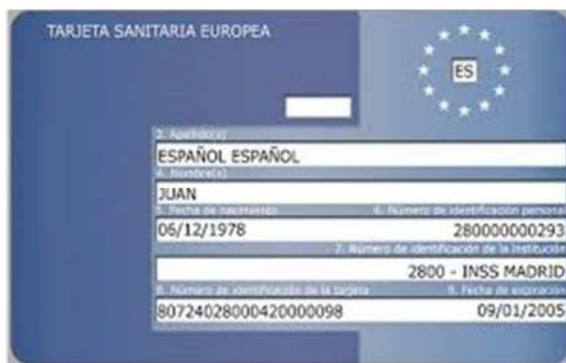 TARJETA SANITARIA EUROPEA
ES
3. Apellido(s)
ESPAÑOL ESPAÑOL
4. Nombre(s)
JUAN
5. Fecha de nacimiento 6. Número de identificación personal
06/12/1978 280000000293
7. Número de identificación de la institución
2800 - INSS MADRID
8. Número de identificación de la tarjeta 9. Fecha de expiración
80724028000420000098 09/01/2005